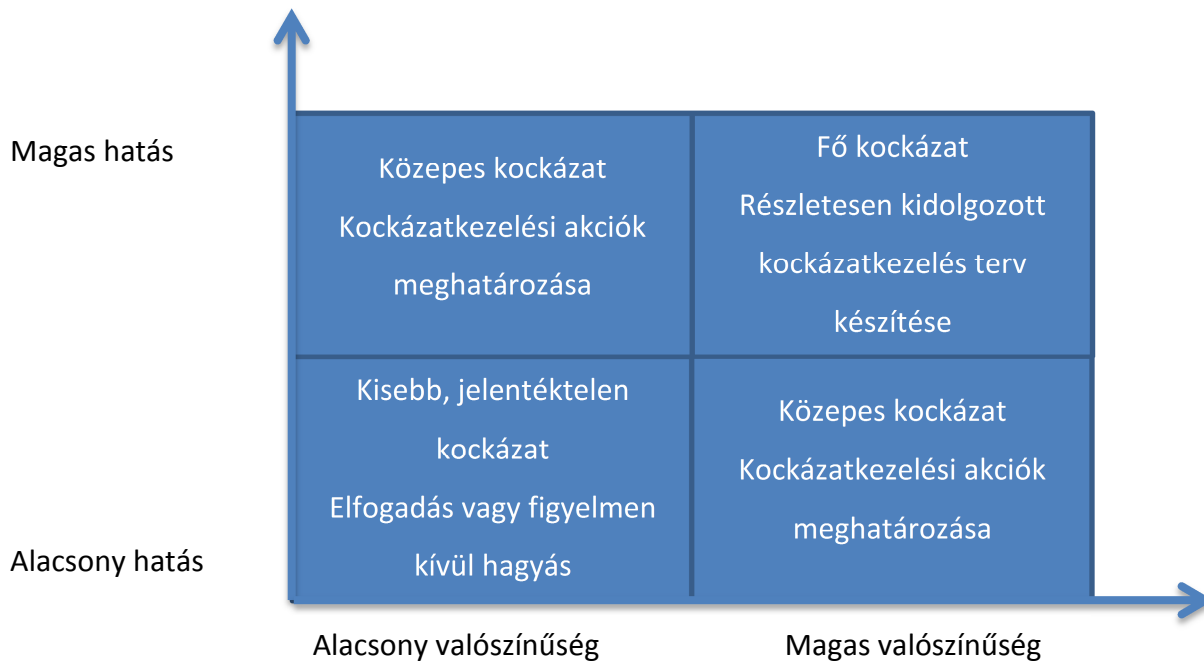 Magas hatás
Közepes kockázat
Kockázatkezelési akciók
meghatározása
Fő kockázat
Részletesen kidolgozott
kockázatkezelés terv
készítése
Alacsony hatás
Kisebb, jelentéktelen
kockázat
Elfogadás vagy figyelmen
kívül hagyás
Közepes kockázat
Kockázatkezelési akciók
meghatározása
Alacsony valószínűség
Magas valószínűség